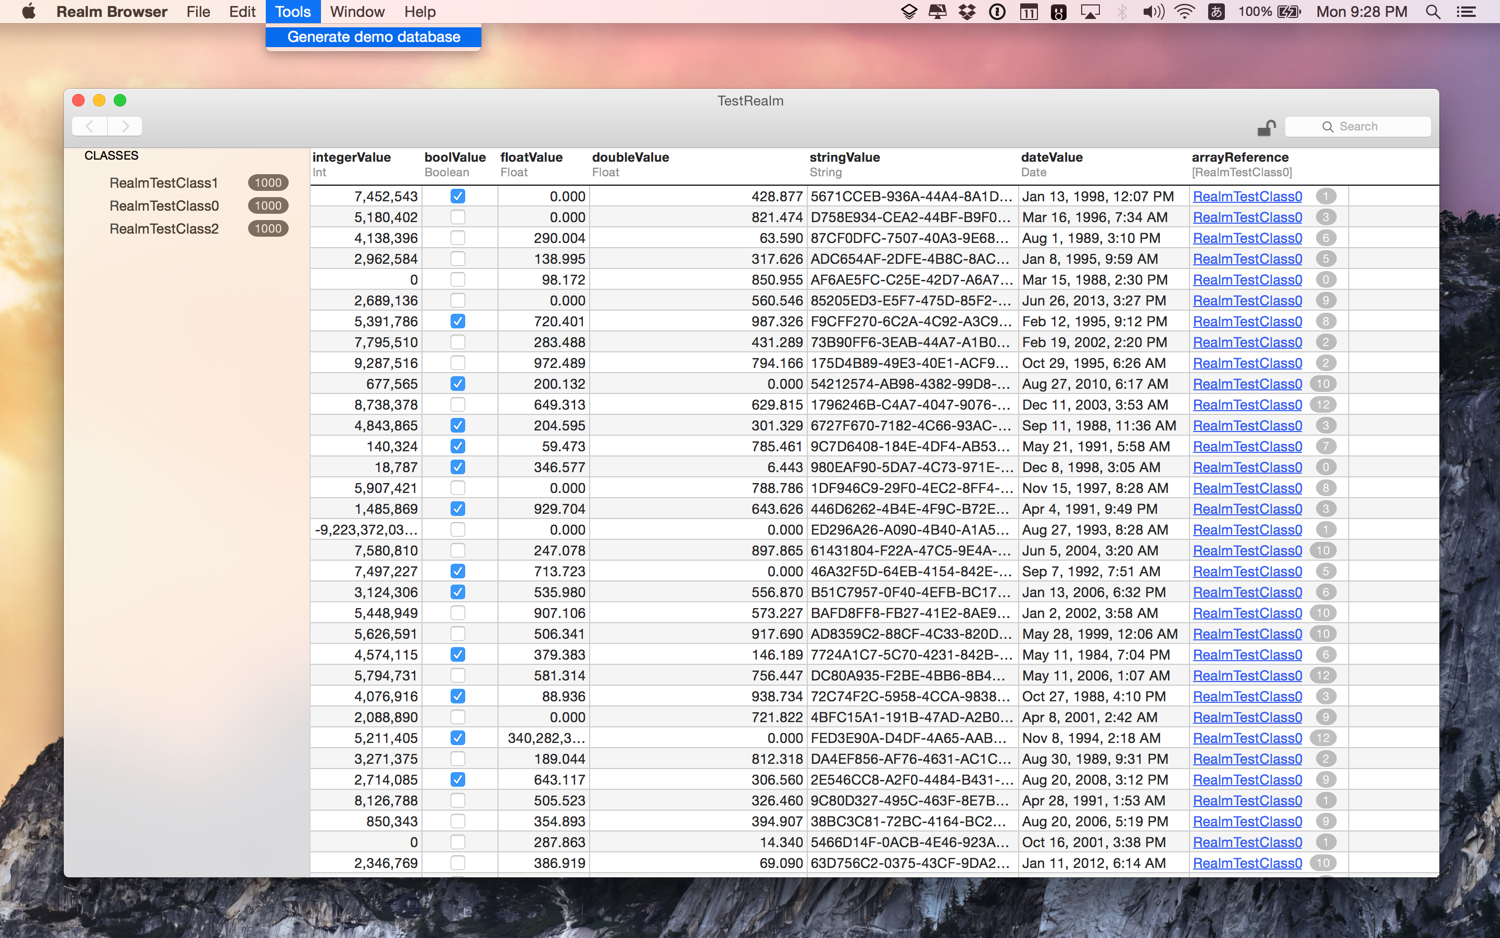 Realm Browser File Edit Tools Window Help 11 あ 100% Mon 9:28 PM
Generate demo database
TestRealm
Search
CLASSES
RealmTestClass1 1000
RealmTestClass0 1000
RealmTestClass2 1000
integerValue boolValue floatValue doubleValue stringValue dateValue arrayReference
Int Boolean Float Float String Date [RealmTestClass0]
7,452,543 0.000 428.877 5671CCEB-936A-44A4-8A1D... Jan 13, 1998, 12:07 PM RealmTestClass0 1
5,180,402 0.000 821.474 D758E934-CEA2-44BF-B9F0... Mar 16, 1996, 7:34 AM RealmTestClass0 3
4,138,396 290.004 63.590 87CF0DFC-7507-40A3-9E68... Aug 1, 1989, 3:10 PM RealmTestClass0 6
2,962,584 138.995 317.626 ADC654AF-2DFE-4B8C-8AC... Jan 8, 1995, 9:59 AM RealmTestClass0 5
0 98.172 850.955 AF6AE5FC-C25E-42D7-A6A7... Mar 15, 1988, 2:30 PM RealmTestClass0 0
2,689,136 0.000 560.546 85205ED3-E5F7-475D-85F2-... Jun 26, 2013, 3:27 PM RealmTestClass0 9
5,391,786 720.401 987.326 F9CFF270-6C2A-4C92-A3C9... Feb 12, 1995, 9:12 PM RealmTestClass0 8
7,795,510 283.488 431.289 73B90FF6-3EAB-44A7-A1B0... Feb 19, 2002, 2:20 PM RealmTestClass0 2
9,287,516 972.489 794.166 175D4B89-49E3-40E1-ACF9... Oct 29, 1995, 6:26 AM RealmTestClass0 2
677,565 200.132 0.000 54212574-AB98-4382-99D8-... Aug 27, 2010, 6:17 AM RealmTestClass0 10
8,738,378 649.313 629.815 1796246B-C4A7-4047-9076-... Dec 11, 2003, 3:53 AM RealmTestClass0 12
4,843,865 204.595 301.329 6727F670-7182-4C66-93AC-... Sep 11, 1988, 11:36 AM RealmTestClass0 3
140,324 59.473 785.461 9C7D6408-184E-4DF4-AB53... May 21, 1991, 5:58 AM RealmTestClass0 7
18,787 346.577 6.443 980EAF90-5DA7-4C73-971E-... Dec 8, 1998, 3:05 AM RealmTestClass0 0
5,907,421 0.000 788.786 1DF946C9-29F0-4EC2-8FF4-... Nov 15, 1997, 8:28 AM RealmTestClass0 8
1,485,869 929.704 643.626 446D6262-4B4E-4F9C-B72E... Apr 4, 1991, 9:49 PM RealmTestClass0 3
-9,223,372,03... 0.000 0.000 ED296A26-A090-4B40-A1A5... Aug 27, 1993, 8:28 AM RealmTestClass0 1
7,580,810 247.078 897.865 61431804-F22A-47C5-9E4A-... Jun 5, 2004, 3:20 AM RealmTestClass0 10
7,497,227 713.723 0.000 46A32F5D-64EB-4154-842E-... Sep 7, 1992, 7:51 AM RealmTestClass0 5
3,124,306 535.980 556.870 B51C7957-0F40-4EFB-BC17... Jan 13, 2006, 6:32 PM RealmTestClass0 6
5,448,949 907.106 573.227 BAFD8FF8-FB27-41E2-8AE9... Jan 2, 2002, 3:58 AM RealmTestClass0 10
5,626,591 506.341 917.690 AD8359C2-88CF-4C33-820D... May 28, 1999, 12:06 AM RealmTestClass0 10
4,574,115 379.383 146.189 7724A1C7-5C70-4231-842B-... May 11, 1984, 7:04 PM RealmTestClass0 6
5,794,731 581.314 756.447 DC80A935-F2BE-4BB6-8B4... May 11, 2006, 1:07 AM RealmTestClass0 12
4,076,916 88.936 938.734 72C74F2C-5958-4CCA-9838... Oct 27, 1988, 4:10 PM RealmTestClass0 3
2,088,890 0.000 721.822 4BFC15A1-191B-47AD-A2B0... Apr 8, 2001, 2:42 AM RealmTestClass0 9
5,211,405 340,282,3... 0.000 FED3E90A-D4DF-4A65-AAB... Nov 8, 1994, 2:18 AM RealmTestClass0 12
3,271,375 189.044 812.318 DA4EF856-AF76-4631-AC1C... Aug 30, 1989, 9:31 PM RealmTestClass0 2
2,714,085 643.117 306.560 2E546CC8-A2F0-4484-B431-... Aug 20, 2008, 3:12 PM RealmTestClass0 9
8,126,788 505.523 326.460 9C80D327-495C-463F-8E7B... Apr 28, 1991, 1:53 AM RealmTestClass0 1
850,343 354.893 394.907 38BC3C81-72BC-4164-BC2... Aug 20, 2006, 5:19 PM RealmTestClass0 9
0 287.863 14.340 5466D14F-0ACB-4E46-923A... Oct 16, 2001, 3:38 PM RealmTestClass0 1
2,346,769 386.919 69.090 63D756C2-0375-43CF-9DA2... Jan 11, 2012, 6:14 AM RealmTestClass0 10